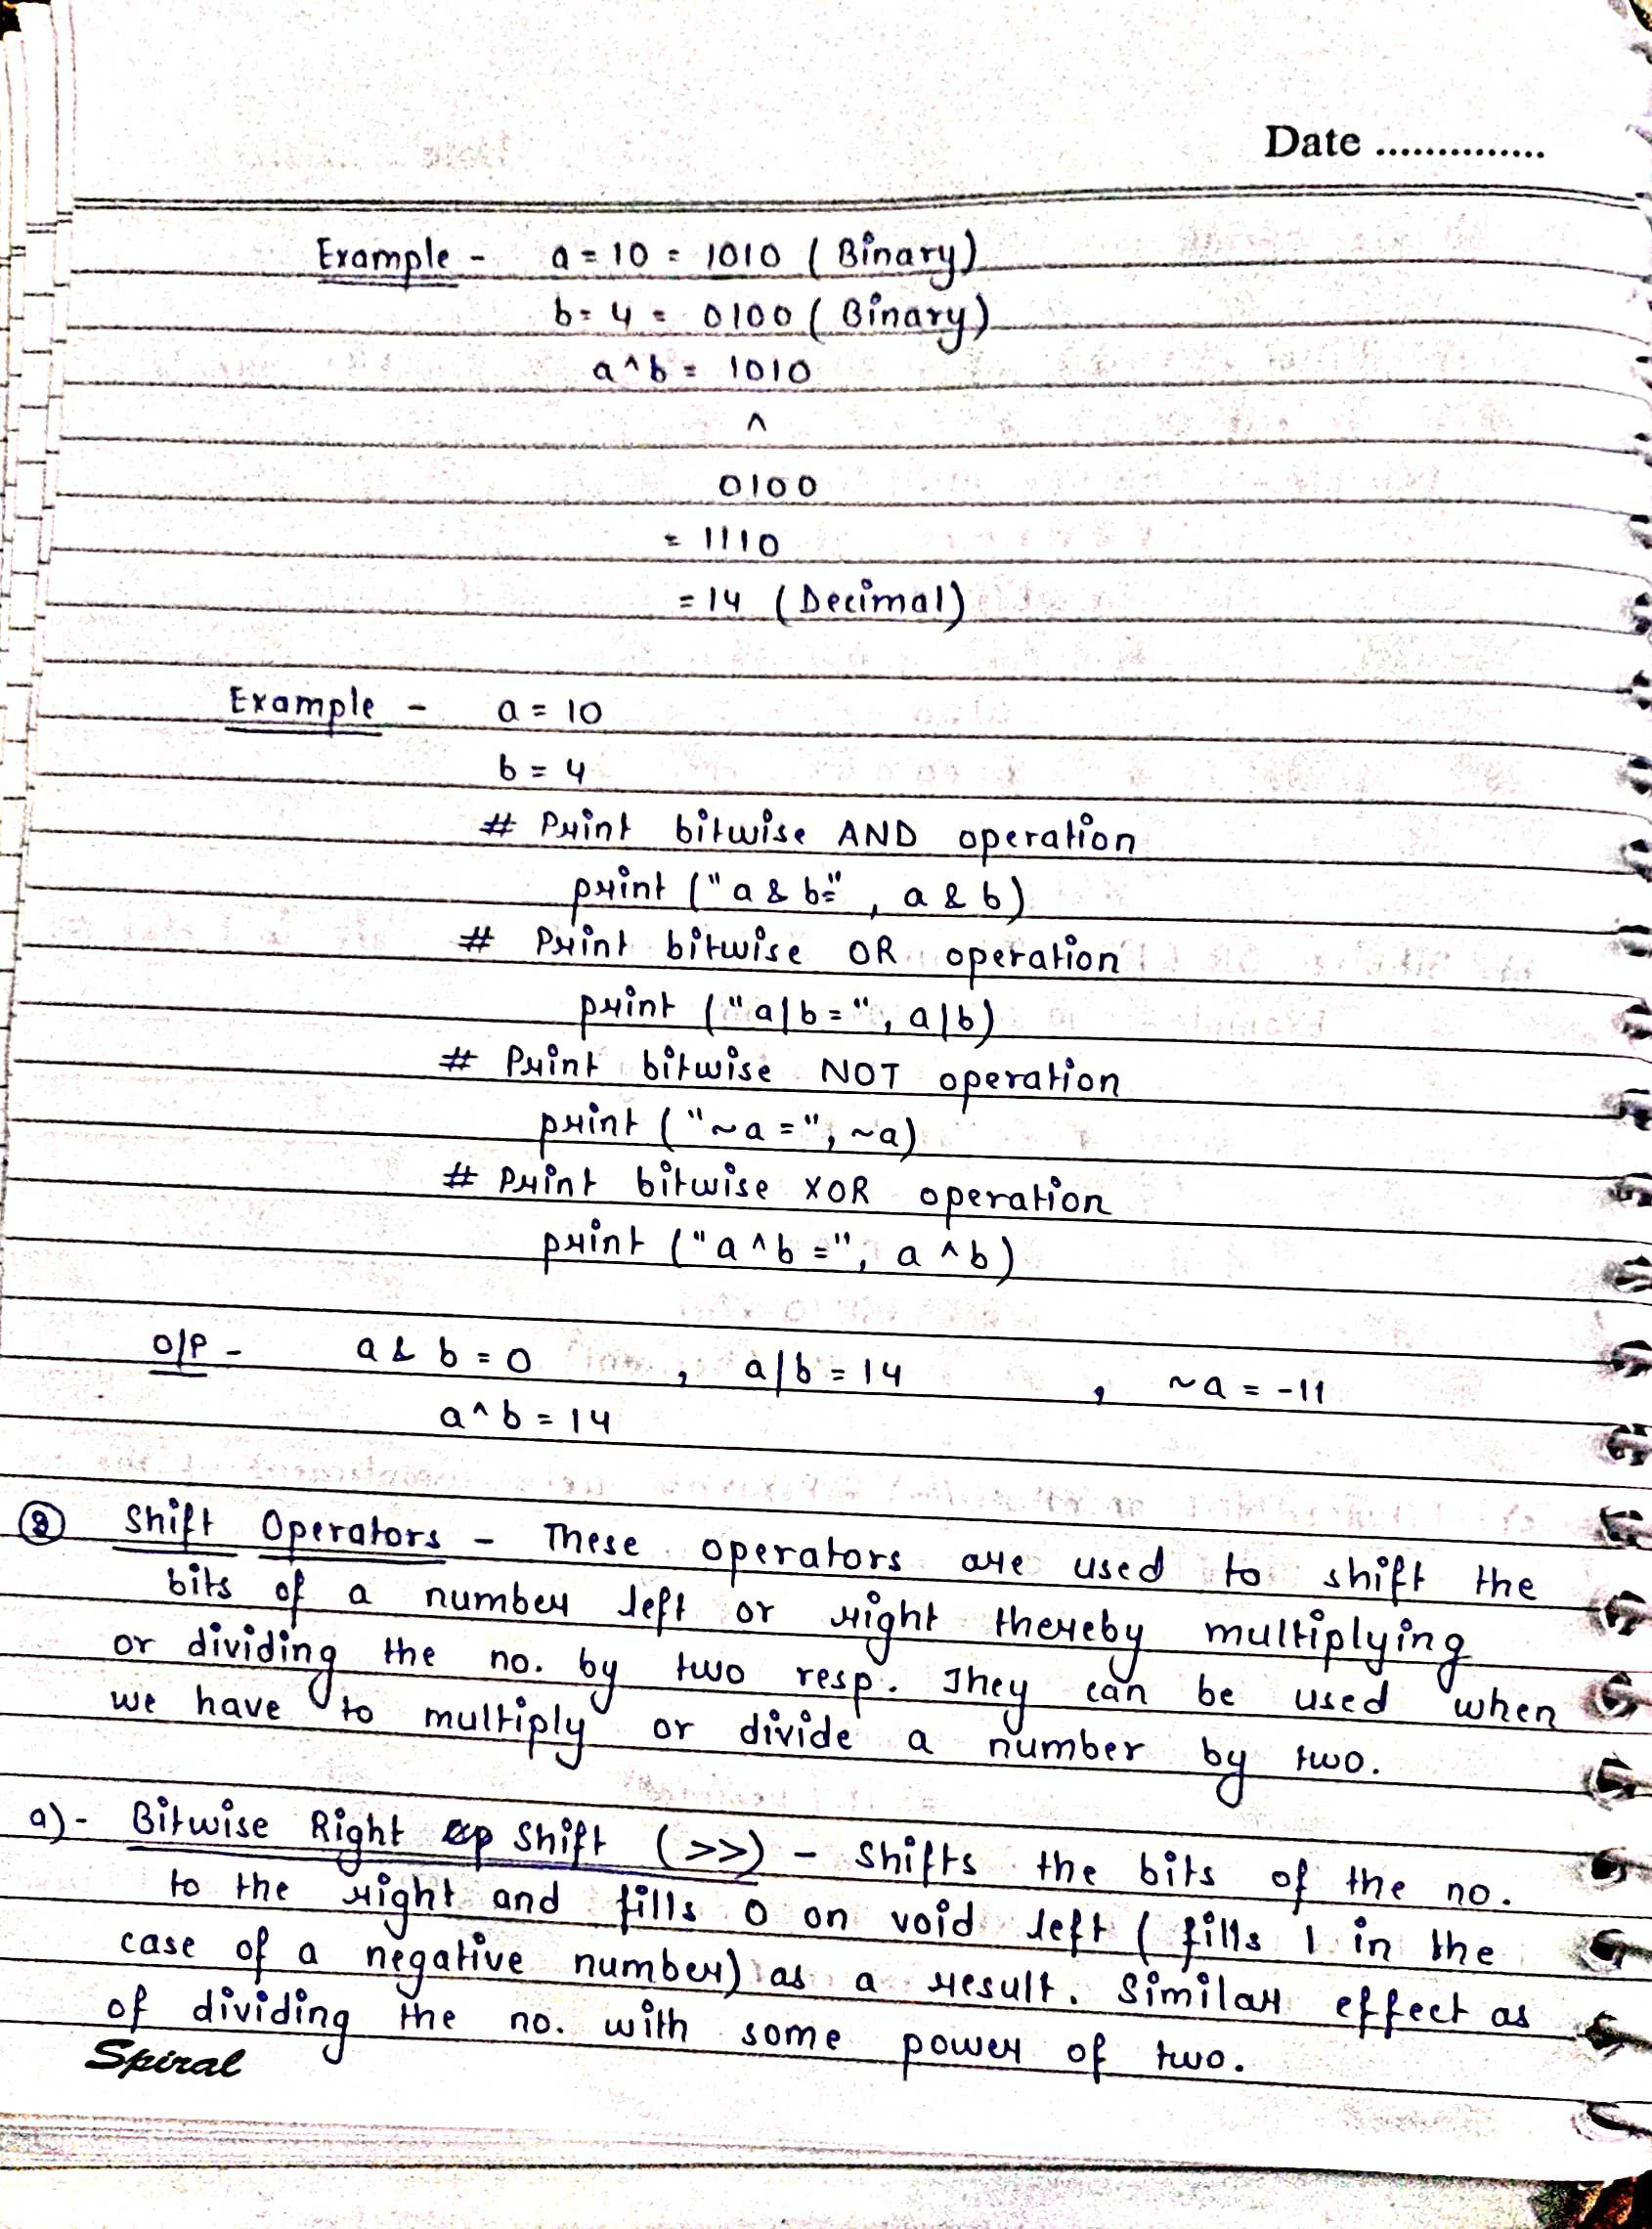 Date ..............
Example - a = 10 = 1010 (Binary)
b = 4 = 0100 (Binary)
a^b = 1010
^
0100
= 1110
= 14 (Decimal)
Example - a = 10
b = 4
# Print bitwise AND operation
print ("a & b=", a & b)
# Print bitwise OR operation
print ("a|b=", a|b)
# Print bitwise NOT operation
print ("~a=", ~a)
# Print bitwise XOR operation
print ("a^b=", a^b)
O/P - a & b = 0 , a|b = 14 , ~a = -11
a^b = 14
Shift Operators - These operators are used to shift the
bits of a number left or right thereby multiplying
or dividing the no. by two resp. They can be used when
we have to multiply or divide a number by two.
a)- Bitwise Right Shift (>>) - Shifts the bits of the no.
to the right and fills 0 on void left ( fills 1 in the
case of a negative number) as a result. Similar effect as
of dividing the no. with some power of two.
Spiral